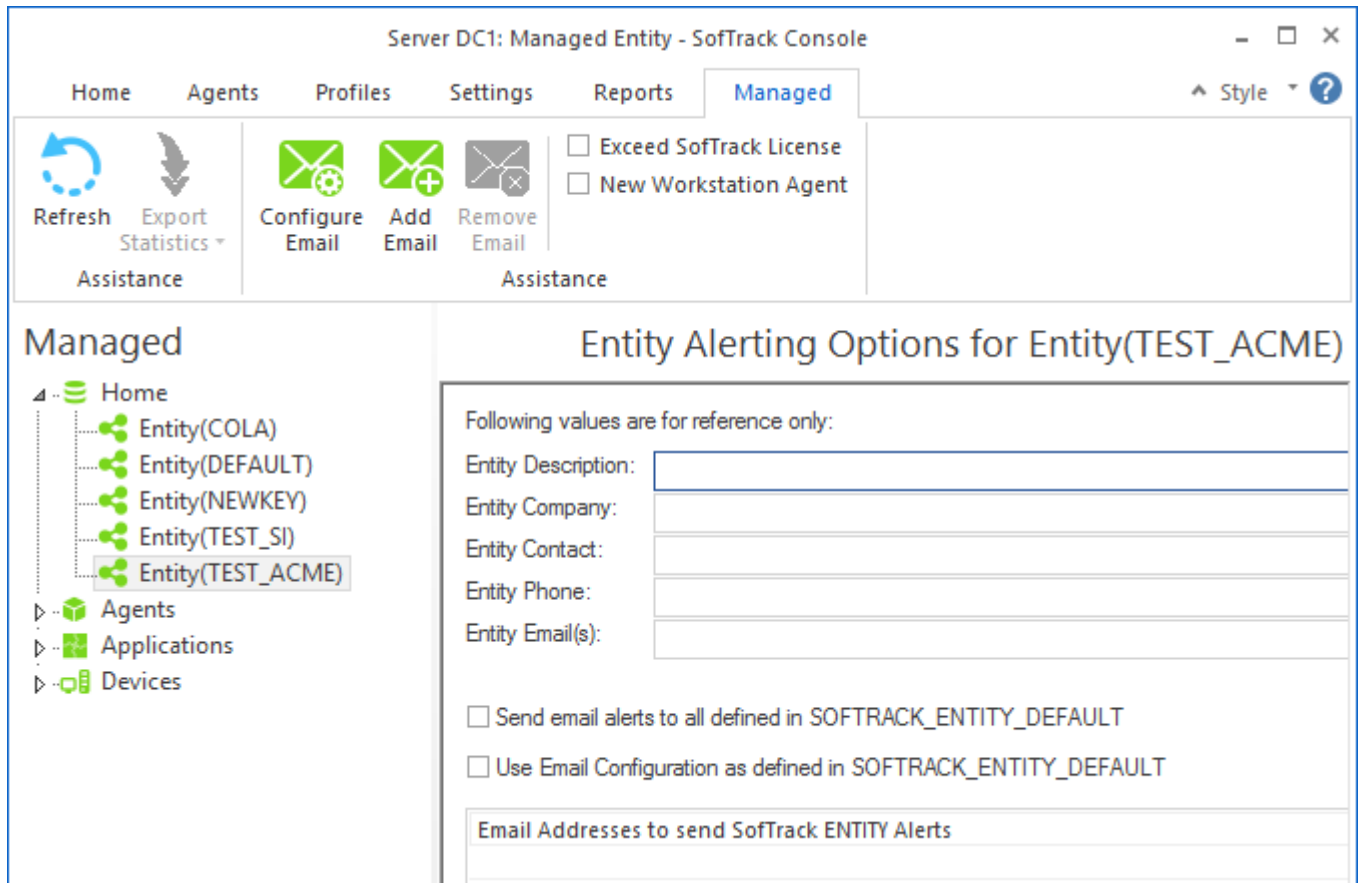 Server DC1: Managed Entity - SofTrack Console
Home Agents Profiles Settings Reports Managed Style ?
Refresh
Export Statistics
Assistance
Configure Email
Add Email
Remove Email
Exceed SofTrack License
New Workstation Agent
Assistance
Managed
Home
Entity(COLA)
Entity(DEFAULT)
Entity(NEWKEY)
Entity(TEST_SI)
Entity(TEST_ACME)
Agents
Applications
Devices
Entity Alerting Options for Entity(TEST_ACME)
Following values are for reference only:
Entity Description:
Entity Company:
Entity Contact:
Entity Phone:
Entity Email(s):
Send email alerts to all defined in SOFTRACK_ENTITY_DEFAULT
Use Email Configuration as defined in SOFTRACK_ENTITY_DEFAULT
Email Addresses to send SofTrack ENTITY Alerts